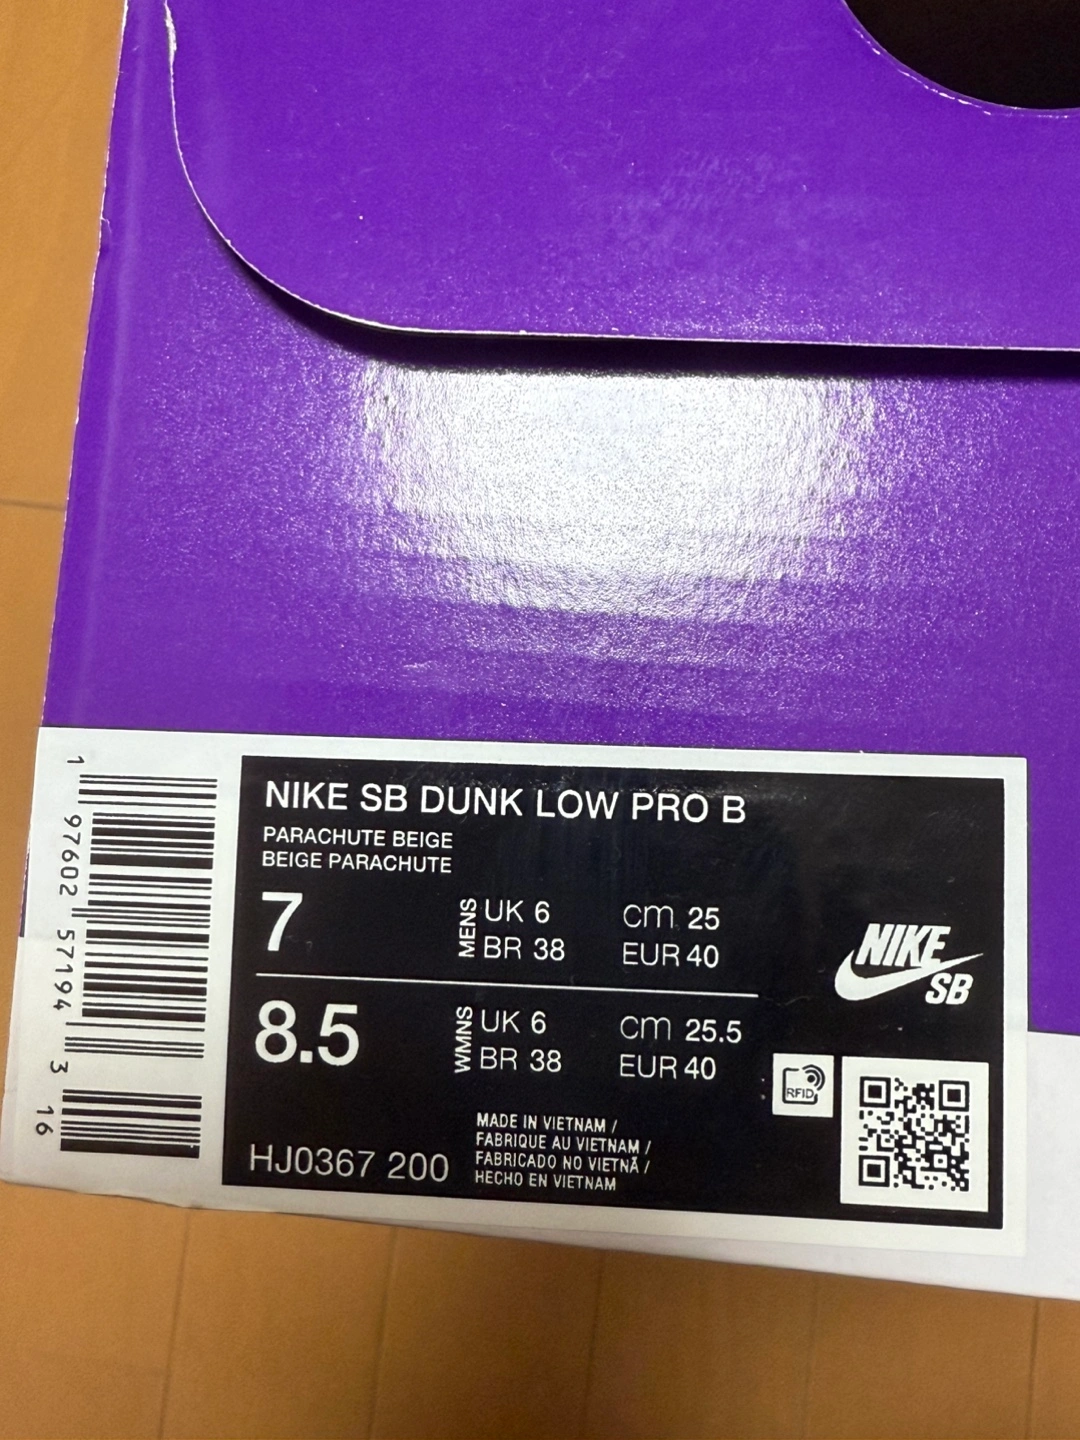 NIKE SB DUNK LOW PRO B
PARACHUTE BEIGE
BEIGE PARACHUTE
7
MENS
UK 6
cm 25
BR 38
EUR 40
8.5
WMNS
UK 6
cm 25.5
BR 38
EUR 40
NIKE
SB
RFID
HJ0367 200
MADE IN VIETNAM /
FABRIQUE AU VIETNAM /
FABRICADO NO VIETNÃ /
HECHO EN VIETNAM
1 97602 57194 3 16